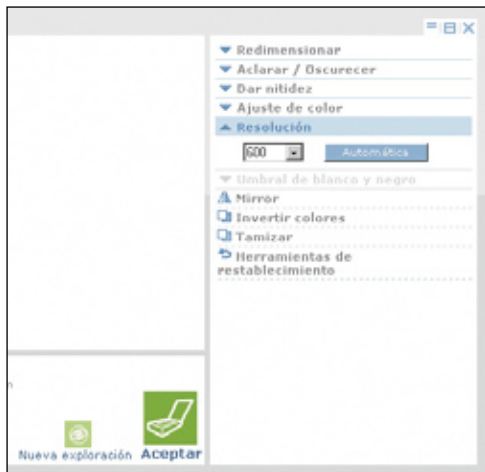 Redimensionar
Aclarar / Oscurecer
Dar nitidez
Ajuste de color
Resolución
600 Automática
Umbral de blanco y negro
Mirror
Invertir colores
Tamizar
Herramientas de
restablecimiento
n
Nueva exploración Aceptar